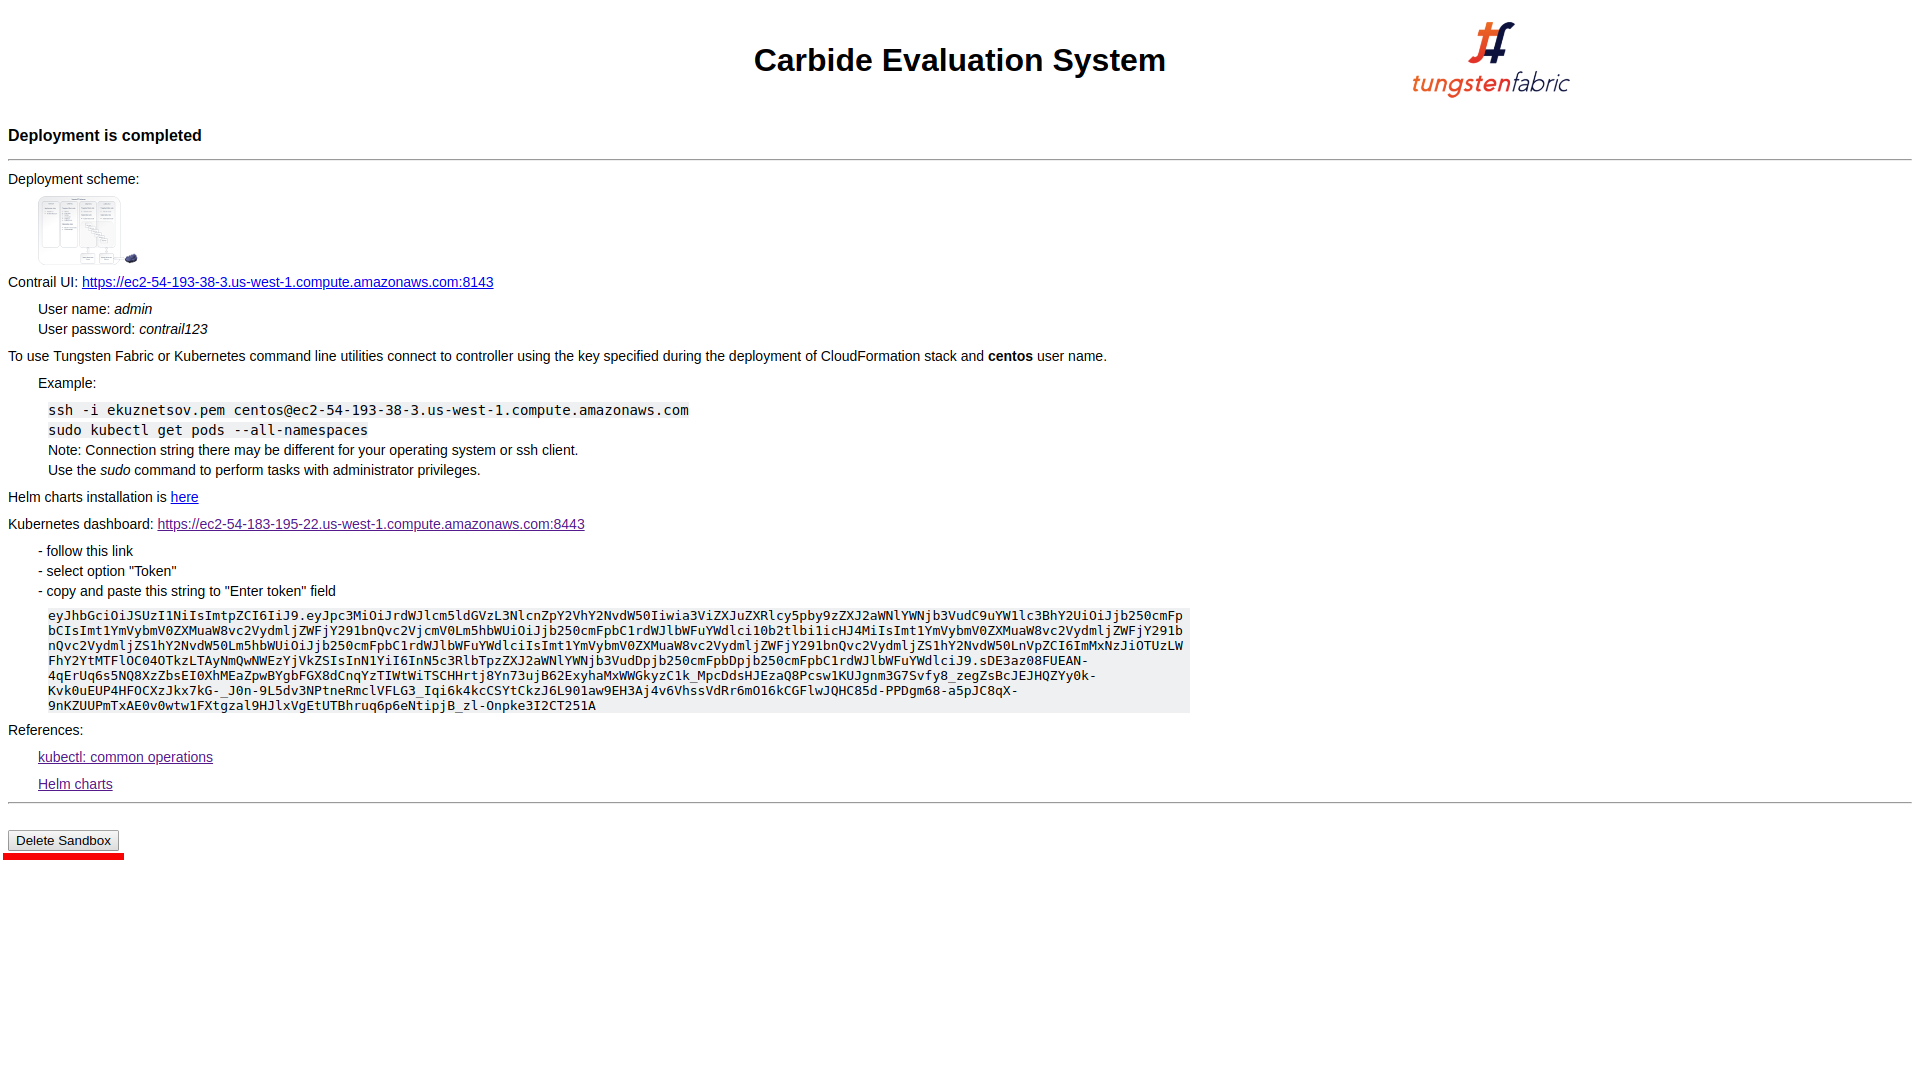 Carbide Evaluation System
tungstenfabric
Deployment is completed
Deployment scheme:
Contrail UI: https://ec2-54-193-38-3.us-west-1.compute.amazonaws.com:8143
User name: admin
User password: contrail123
To use Tungsten Fabric or Kubernetes command line utilities connect to controller using the key specified during the deployment of CloudFormation stack and centos user name.
Example:
ssh -i ekuznetsov.pem centos@ec2-54-193-38-3.us-west-1.compute.amazonaws.com
sudo kubectl get pods --all-namespaces
Note: Connection string there may be different for your operating system or ssh client.
Use the sudo command to perform tasks with administrator privileges.
Helm charts installation is here
Kubernetes dashboard: https://ec2-54-183-195-22.us-west-1.compute.amazonaws.com:8443
- follow this link
- select option "Token"
- copy and paste this string to "Enter token" field
eyJhbGciOiJSUzI1NiIsImtpZCI6IiJ9.eyJpc3MiOiJrdWJlcm5ldGVzL3NlcnZpY2VhY2NvdW50Iiwia3ViZXJuZXRlcy5pby9zZXJ2aWNlYWNjb3VudC9uYW1lc3BhY2UiOiJjb250cmFp
bCIsImt1YmVybmV0ZXMuaW8vc2VydmljZWFjY291bnQvc2VjcmV0Lm5hbWUiOiJjb250cmFpbC1rdWJlbWFuYWdlci10b2tlbi1icHJ4MiIsImt1YmVybmV0ZXMuaW8vc2VydmljZWFjY291b
nQvc2VydmljZS1hY2NvdW50Lm5hbWUiOiJjb250cmFpbC1rdWJlbWFuYWdlciIsImt1YmVybmV0ZXMuaW8vc2VydmljZWFjY291bnQvc2VydmljZS1hY2NvdW50LnVpZCI6ImMxNzJiOTUzLW
FhY2YtMTFlOC04OTkzLTAyNmQwNWEzYjVkZSIsInN1YiI6InN5c3RlbTpzZXJ2aWNlYWNjb3VudDpjb250cmFpbDpjb250cmFpbC1rdWJlbWFuYWdlciJ9.sDE3az08FUEAN-
4qErUq6s5NQ8XzZbsEI0XhMEaZpwBYgbFGX8dCnqYzTIWtWiTSCHHrtj8Yn73ujB62ExyhaMxWWGkyzC1k_MpcDdsHJEzaQ8Pcsw1KUJgnm3G7Svfy8_zegZsBcJEJHQZYy0k-
Kvk0uEUP4HFOCXzJkx7kG-_J0n-9L5dv3NPtneRmclVFLG3_Iqi6k4kcCSYtCkzJ6L901aw9EH3Aj4v6VhssVdRr6mO16kCGFlwJQHC85d-PPDgm68-a5pJC8qX-
9nKZUUPmTxAE0v0wtw1FXtgzal9HJlxVgEtUTBhruq6p6eNtipjB_zl-Onpke3I2CT251A
References:
kubectl: common operations
Helm charts
Delete Sandbox